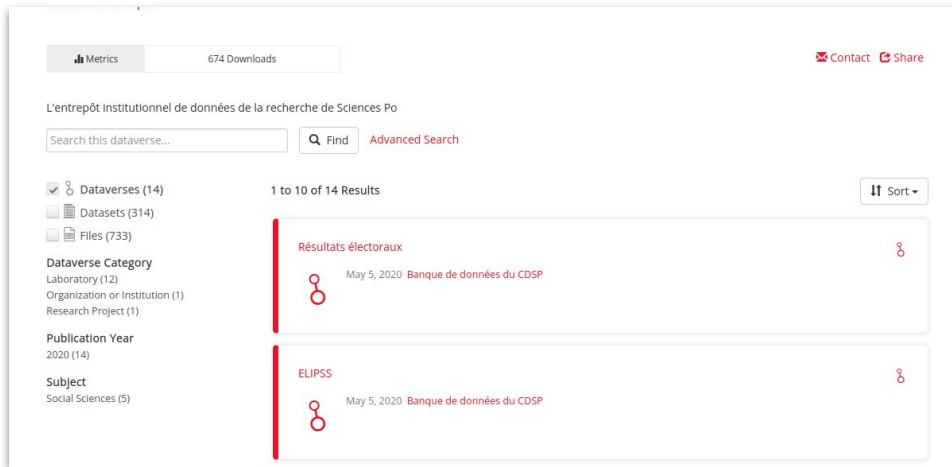 Metrics 674 Downloads Contact Share
L'entrepôt institutionnel de données de la recherche de Sciences Po
Search this dataverse... Find Advanced Search
Dataverses (14)
Datasets (314)
Files (733)
Dataverse Category
Laboratory (12)
Organization or Institution (1)
Research Project (1)
Publication Year
2020 (14)
Subject
Social Sciences (5)
1 to 10 of 14 Results Sort
Résultats électoraux
May 5, 2020 Banque de données du CDSP
ELIPSS
May 5, 2020 Banque de données du CDSP